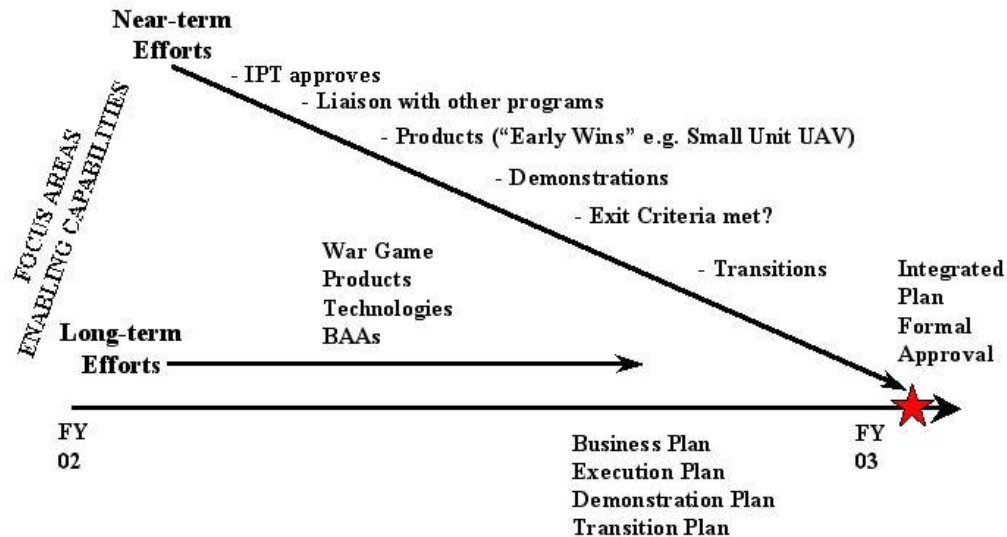 Near-term
Efforts
- IPT approves
- Liaison with other programs
- Products (“Early Wins” e.g. Small Unit UAV)
- Demonstrations
- Exit Criteria met?
- Transitions
FOCUS AREAS
ENABLING CAPABILITIES
War Game
Products
Technologies
BAAs
Integrated
Plan
Formal
Approval
Long-term
Efforts
FY
02
FY
03
Business Plan
Execution Plan
Demonstration Plan
Transition Plan